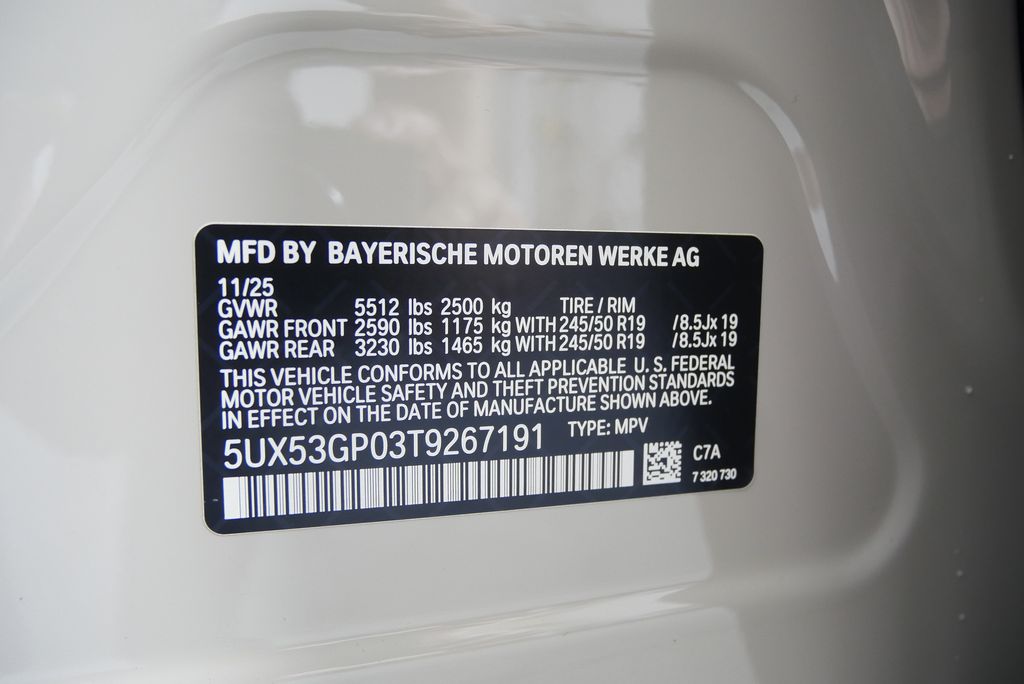 MFD BY BAYERISCHE MOTOREN WERKE AG
11/25
GVWR 5512 lbs 2500 kg TIRE / RIM
GAWR FRONT 2590 lbs 1175 kg WITH 245/50 R19 /8.5Jx 19
GAWR REAR 3230 lbs 1465 kg WITH 245/50 R19 /8.5Jx 19
THIS VEHICLE CONFORMS TO ALL APPLICABLE U. S. FEDERAL
MOTOR VEHICLE SAFETY AND THEFT PREVENTION STANDARDS
IN EFFECT ON THE DATE OF MANUFACTURE SHOWN ABOVE.
5UX53GP03T9267191 TYPE: MPV
C7A
7 320 730